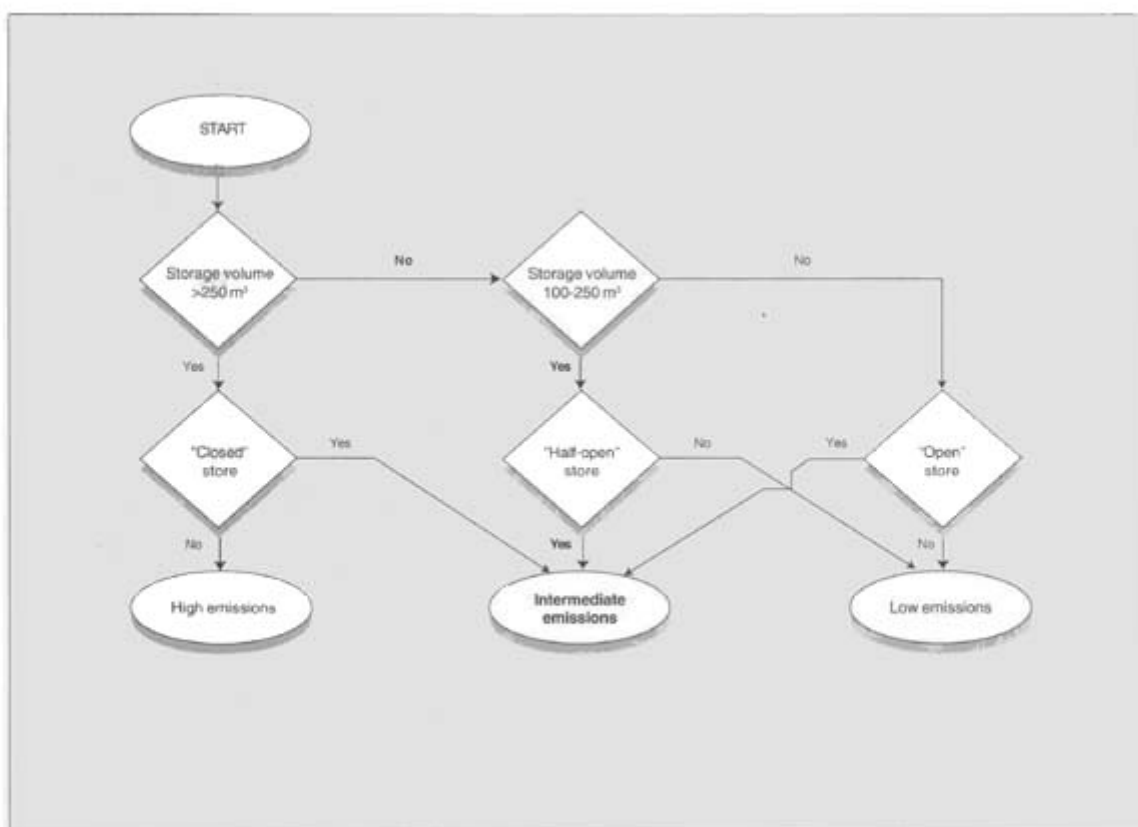 START
Storage volume
>250 m³
No
Storage volume
100-250 m³
No
Yes
Yes
"Closed"
store
Yes
"Half-open"
store
No
Yes
"Open"
store
No
Yes
No
High emissions
Intermediate
emissions
Low emissions